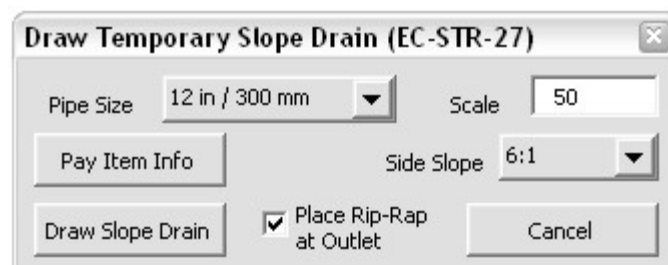 Draw Temporary Slope Drain (EC-STR-27)
Pipe Size 12 in / 300 mm Scale 50
Pay Item Info Side Slope 6:1
Draw Slope Drain Place Rip-Rap at Outlet Cancel